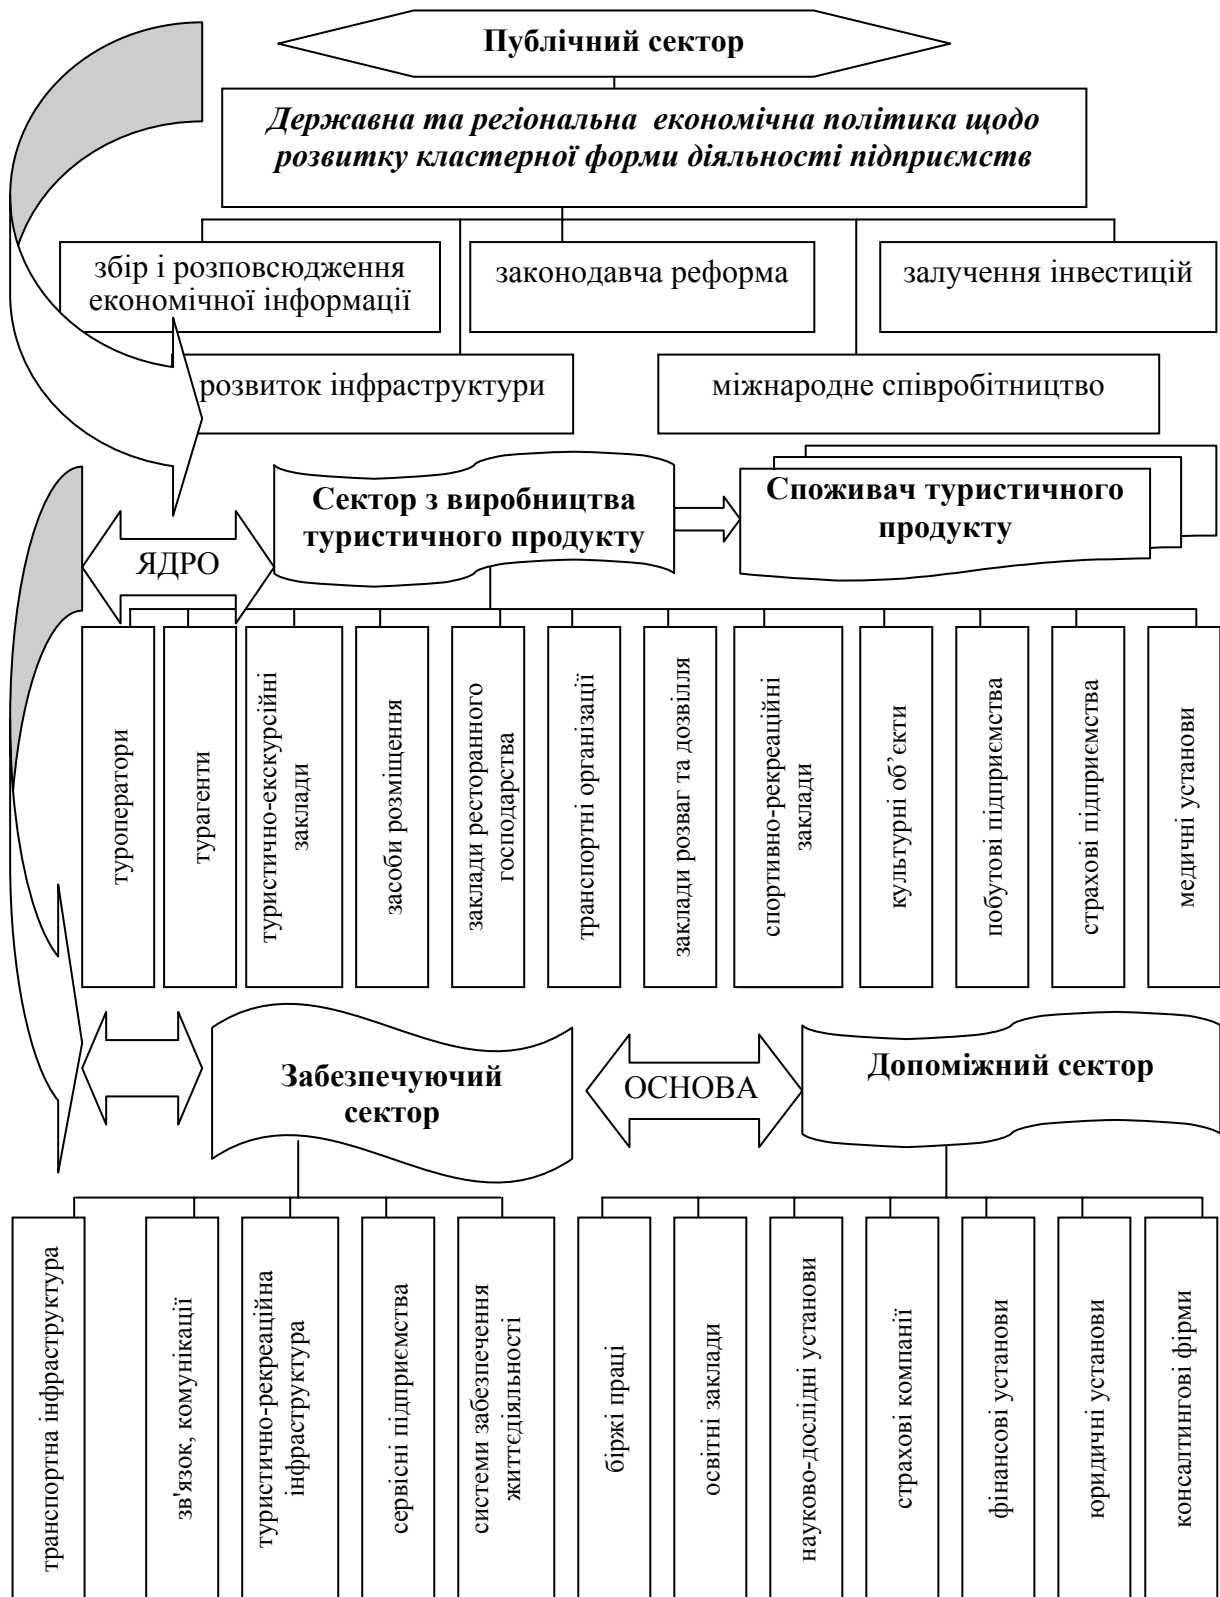 Публічний сектор
Державна та регіональна економічна політика щодо
розвитку кластерної форми діяльності підприємств
збір і розповсюдження
економічної інформації
законодавча реформа
залучення інвестицій
розвиток інфраструктури
міжнародне співробітництво
Сектор з виробництва
туристичного продукту
Споживач туристичного
продукту
ЯДРО
туроператори
турагенти
туристично-екскурсійні
заклади
засоби розміщення
заклади ресторанного
господарства
транспортні організації
заклади розваг та дозвілля
спортивно-рекреаційні
заклади
культурні об’єкти
побутові підприємства
страхові підприємства
медичні установи
Забезпечуючий
сектор
ОСНОВА
Допоміжний сектор
транспортна інфраструктура
зв'язок, комунікації
туристично-рекреаційна
інфраструктура
сервісні підприємства
системи забезпечення
життєдіяльності
біржі праці
освітні заклади
науково-дослідні установи
страхові компанії
фінансові установи
юридичні установи
консалтингові фірми